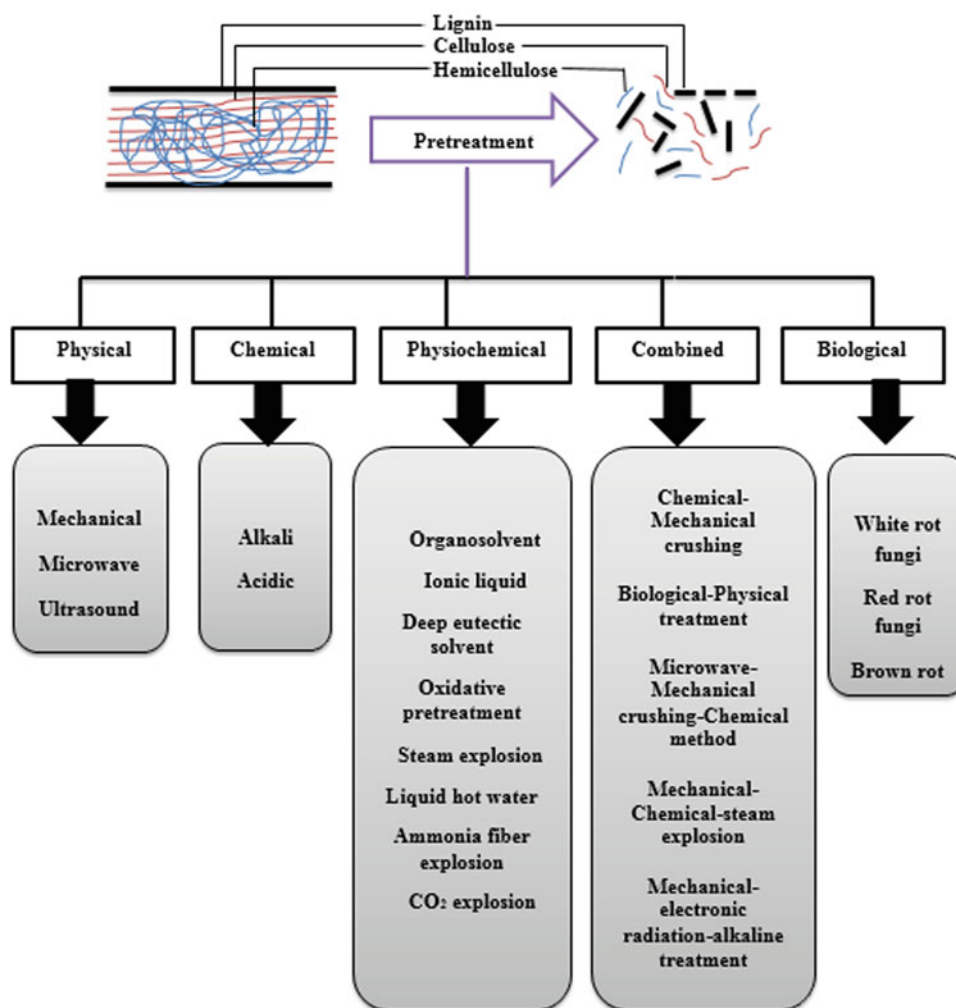 Lignin
Cellulose
Hemicellulose
Pretreatment
Physical
Chemical
Physiochemical
Combined
Biological
Mechanical
Microwave
Ultrasound
Alkali
Acidic
Organosolvent
Ionic liquid
Deep eutectic
solvent
Oxidative
pretreatment
Steam explosion
Liquid hot water
Ammonia fiber
explosion
CO₂ explosion
Chemical-
Mechanical
crushing
Biological-Physical
treatment
Microwave-
Mechanical
crushing-Chemical
method
Mechanical-
Chemical-steam
explosion
Mechanical-
electronic
radiation-alkaline
treatment
White rot
fungi
Red rot
fungi
Brown rot